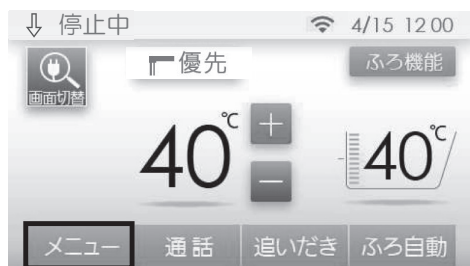 停止中 4/15 12:00
優先 ふろ機能
画面切替
40℃ + − 40℃
メニュー 通話 追いだき ふろ自動